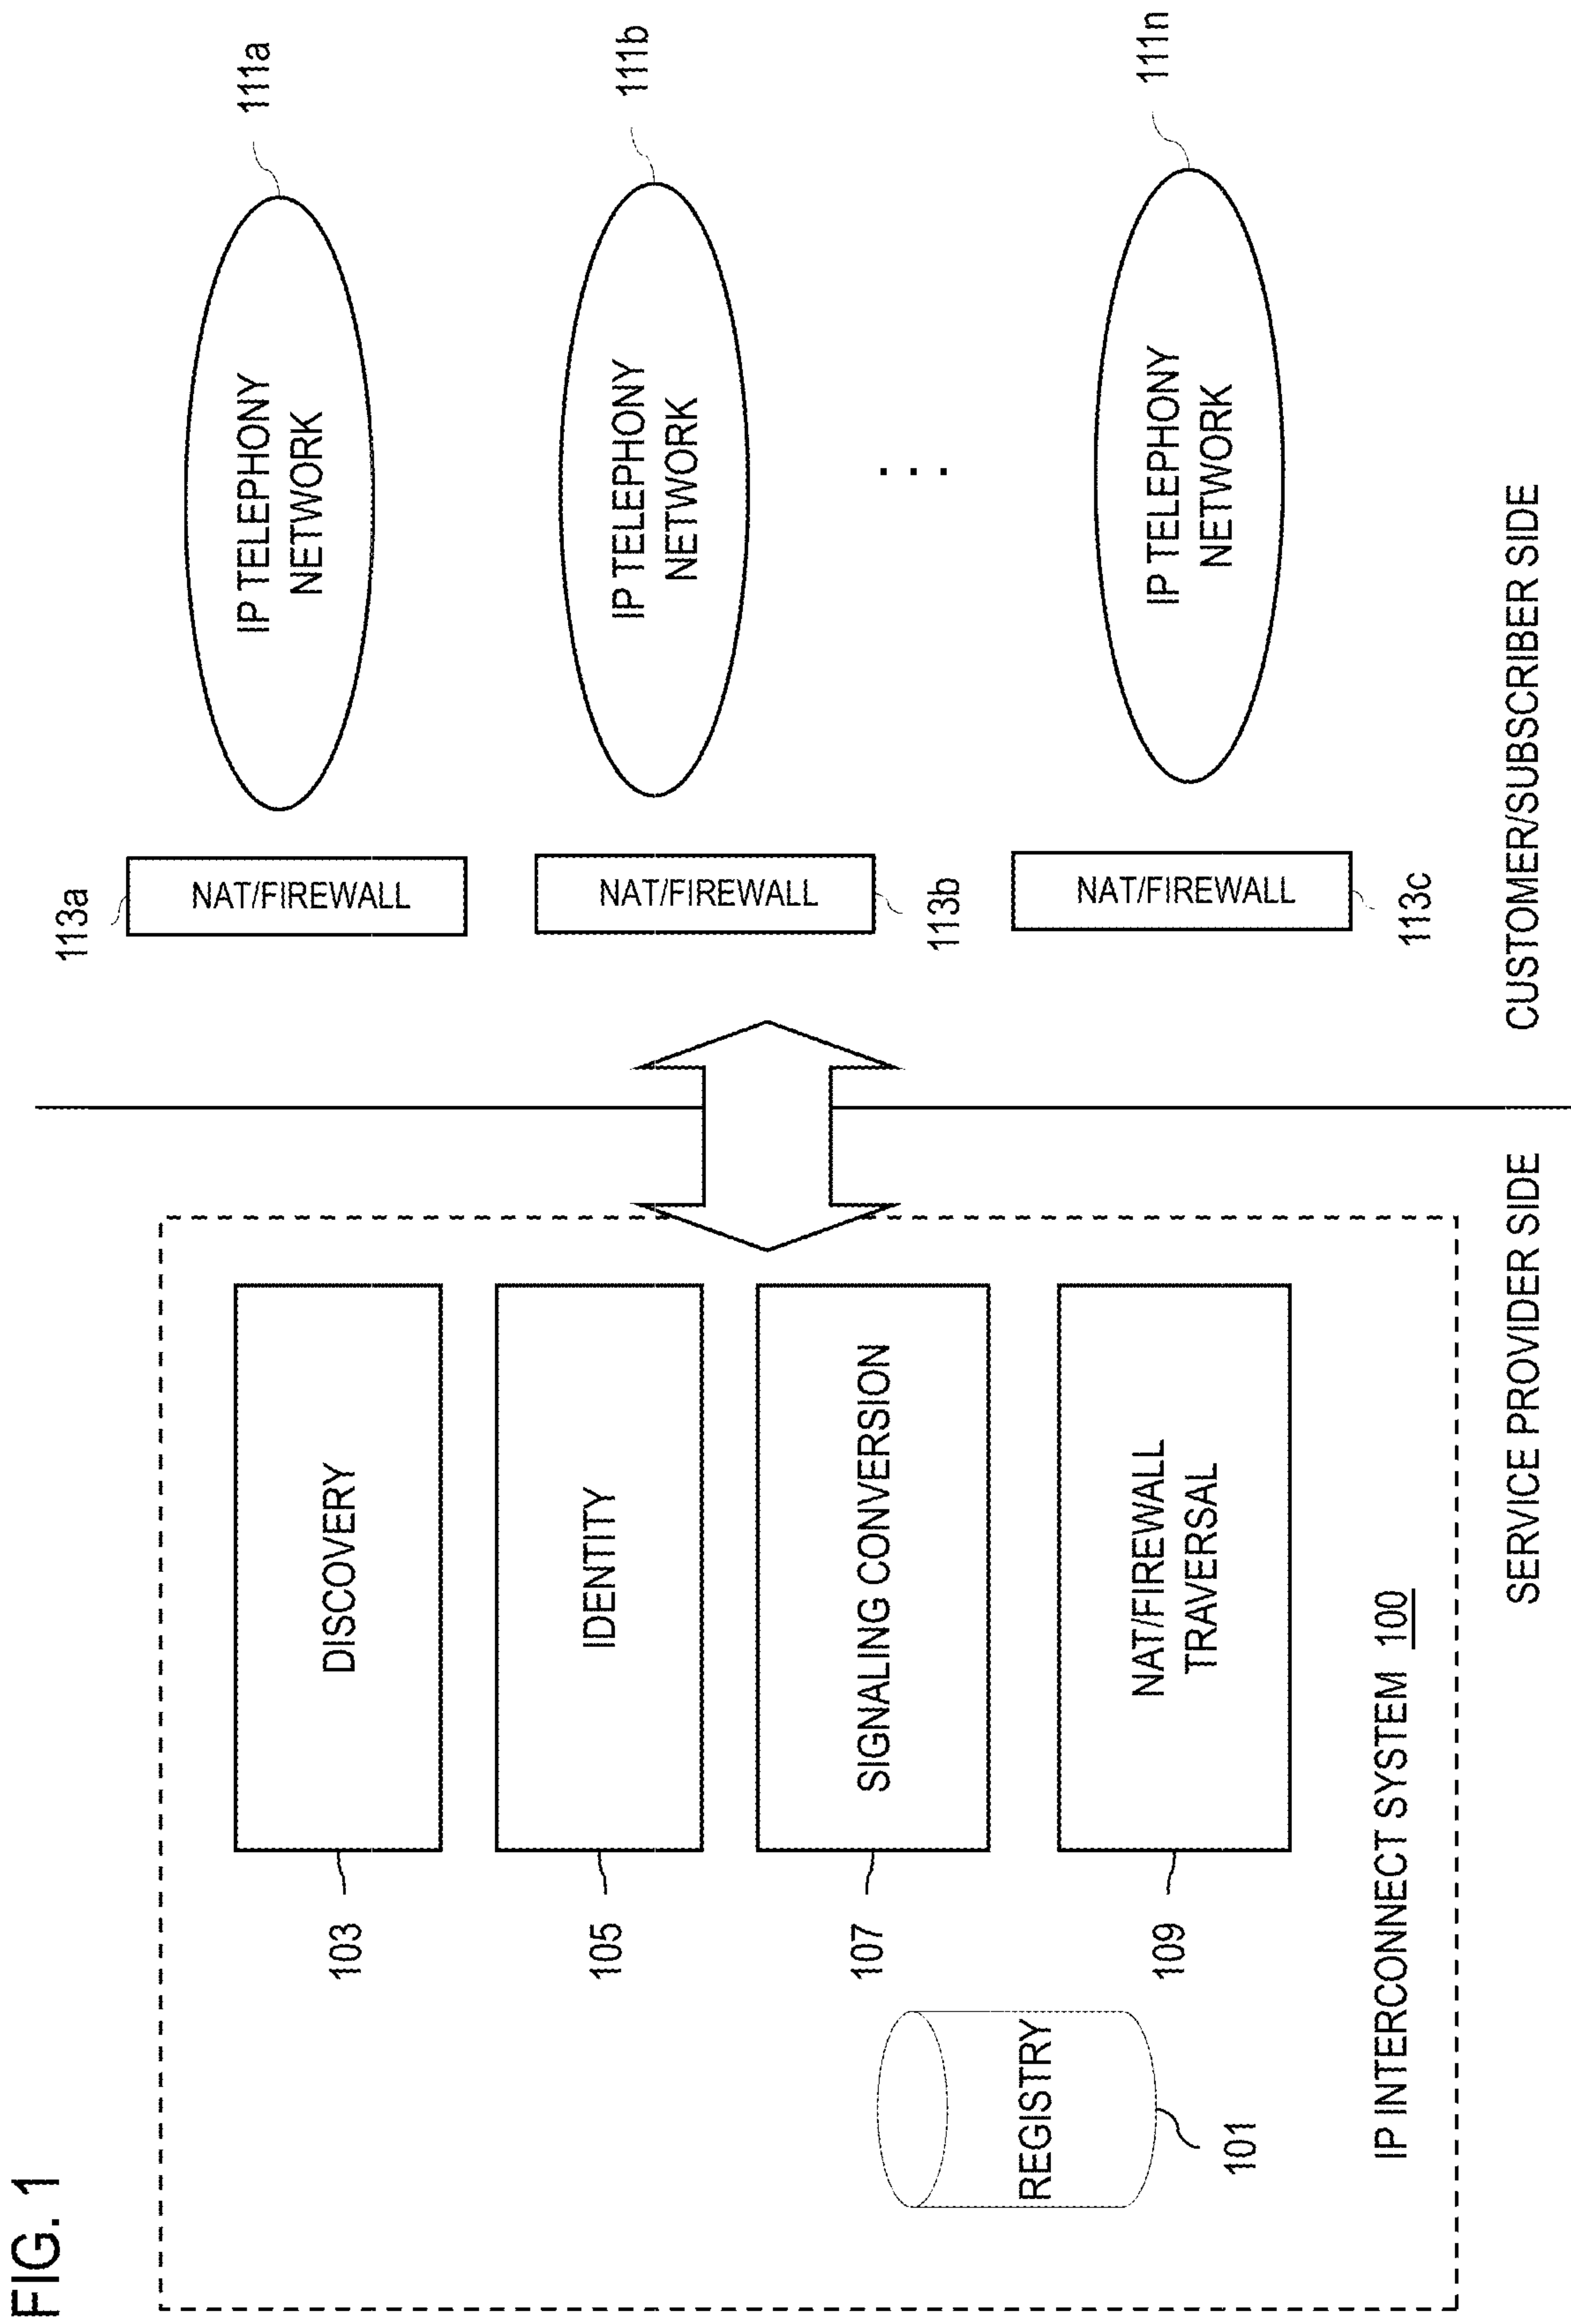 FIG. 1
103
DISCOVERY
105
IDENTITY
107
SIGNALING CONVERSION
109
NAT/FIREWALL
TRAVERSAL
REGISTRY
101
IP INTERCONNECT SYSTEM 100
SERVICE PROVIDER SIDE
113a
NAT/FIREWALL
IP TELEPHONY
NETWORK
111a
NAT/FIREWALL
113b
IP TELEPHONY
NETWORK
111b
. . .
NAT/FIREWALL
113c
IP TELEPHONY
NETWORK
111n
CUSTOMER/SUBSCRIBER SIDE